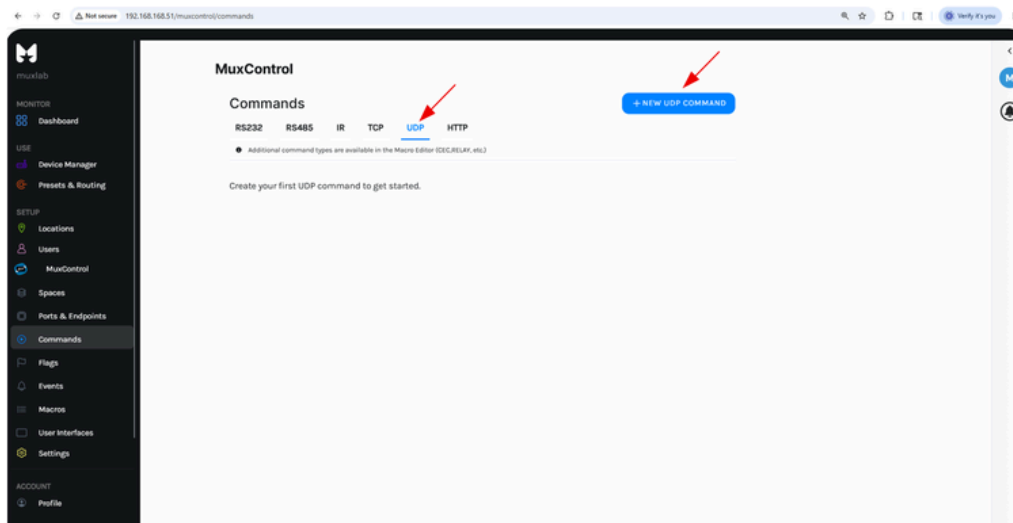 Not secure 192.168.168.51/muxcontrol/commands
Verify it's you
muxlab
MONITOR
Dashboard
USE
Device Manager
Presets & Routing
SETUP
Locations
Users
MuxControl
Spaces
Ports & Endpoints
Commands
Flags
Events
Macros
User Interfaces
Settings
ACCOUNT
Profile
MuxControl
Commands
+ NEW UDP COMMAND
RS232 RS485 IR TCP UDP HTTP
Additional command types are available in the Macro Editor (CEC,RELAY, etc.)
Create your first UDP command to get started.
M